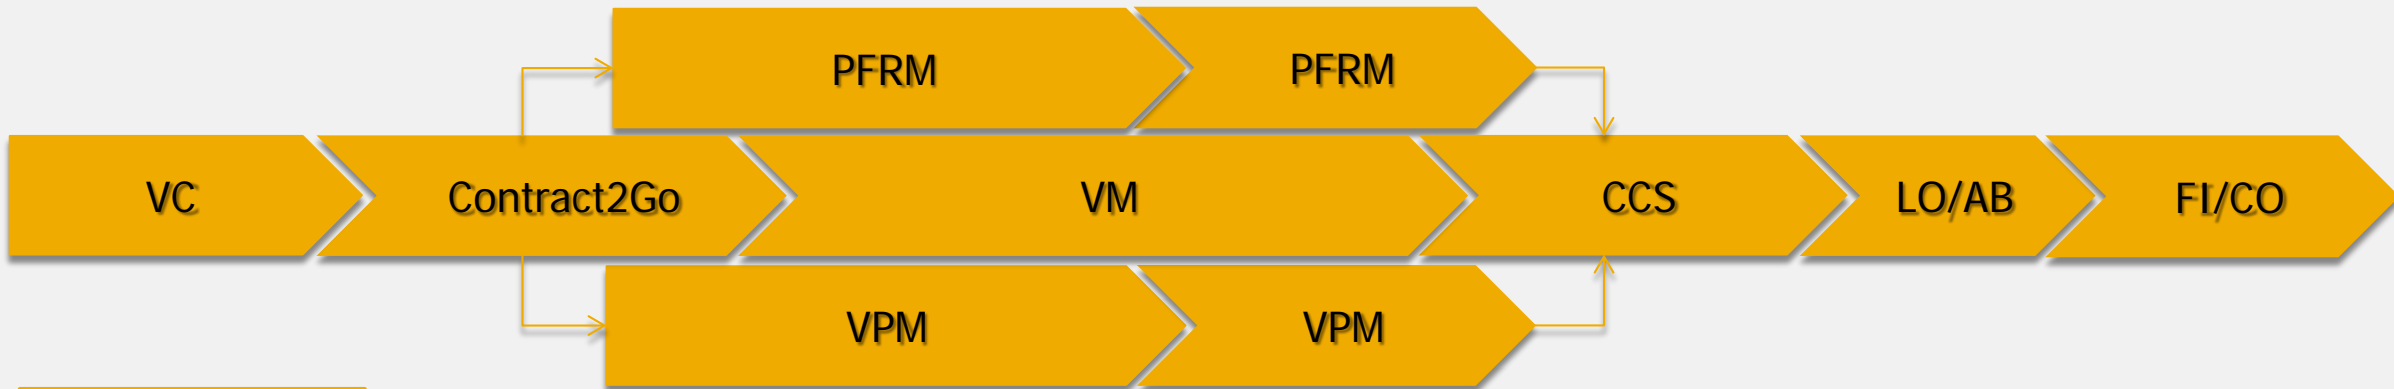 PFRM
PFRM
VC
Contract2Go
VM
CCS
LO/AB
FI/CO
VPM
VPM